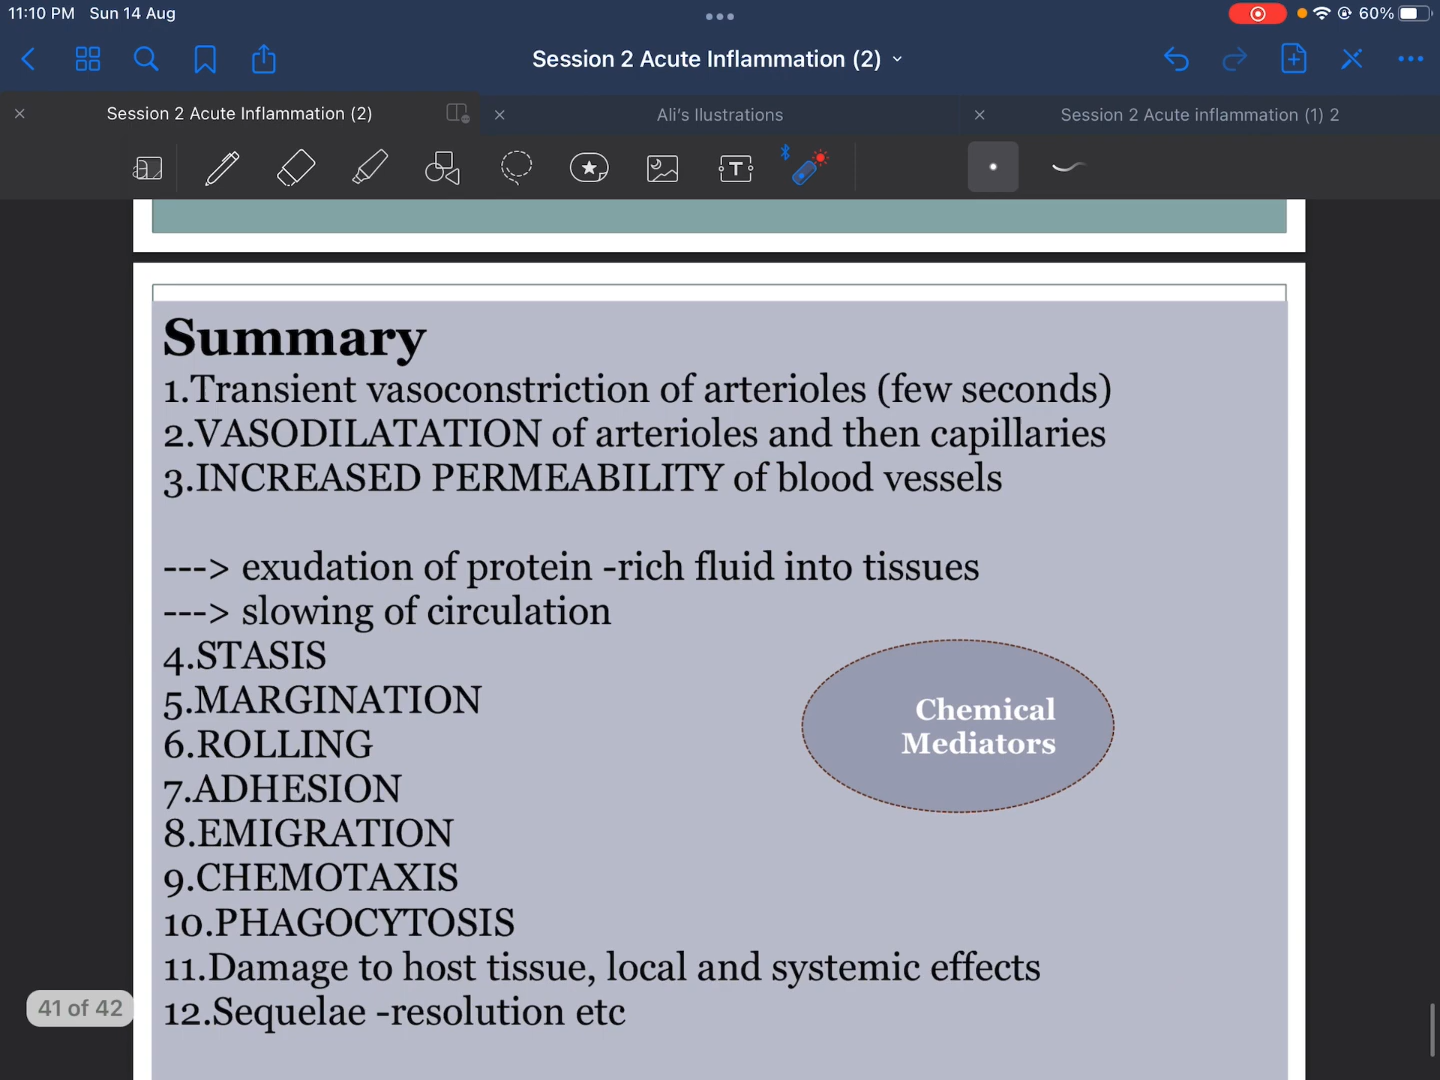 11:10 PM Sun 14 Aug
60%
Session 2 Acute Inflammation (2)
Session 2 Acute Inflammation (2)
Ali's Ilustrations
Session 2 Acute inflammation (1) 2
a
T
Summary
1.Transient vasoconstriction of arterioles (few seconds)
2.VASODILATATION of arterioles and then capillaries
3.INCREASED PERMEABILITY of blood vessels
---> exudation of protein -rich fluid into tissues
---> slowing of circulation
4.STASIS
5.MARGINATION
6.ROLLING
7.ADHESION
8.EMIGRATION
9.CHEMOTAXIS
10.PHAGOCYTOSIS
11.Damage to host tissue, local and systemic effects
12.Sequelae -resolution etc
Chemical
Mediators
41 of 42